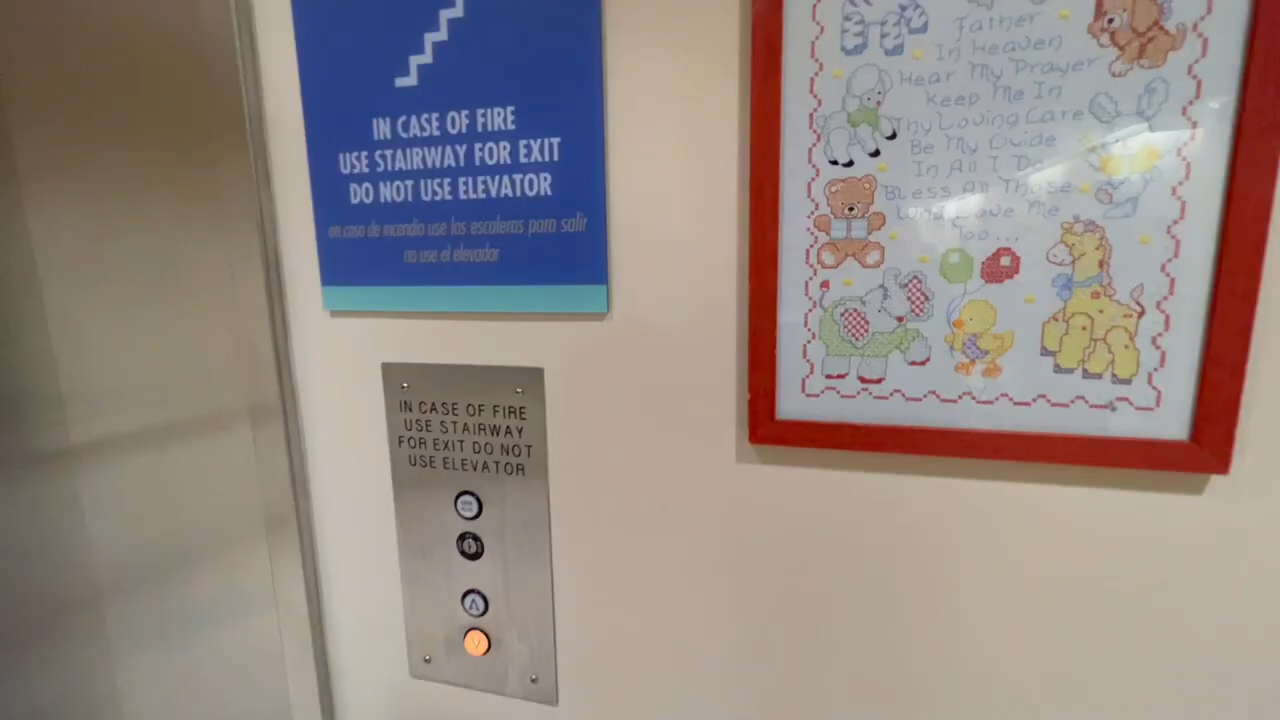 IN CASE OF FIRE
USE STAIRWAY FOR EXIT
DO NOT USE ELEVATOR
en caso de incendio use las escaleras para salir
no use el elevador
IN CASE OF FIRE
USE STAIRWAY
FOR EXIT DO NOT
USE ELEVATOR
Father
In Heaven
Hear My Prayer
Keep Me In
Thy Loving Care
Be My Guide
In All I Do
Bless All Those
Who Love Me
Too...